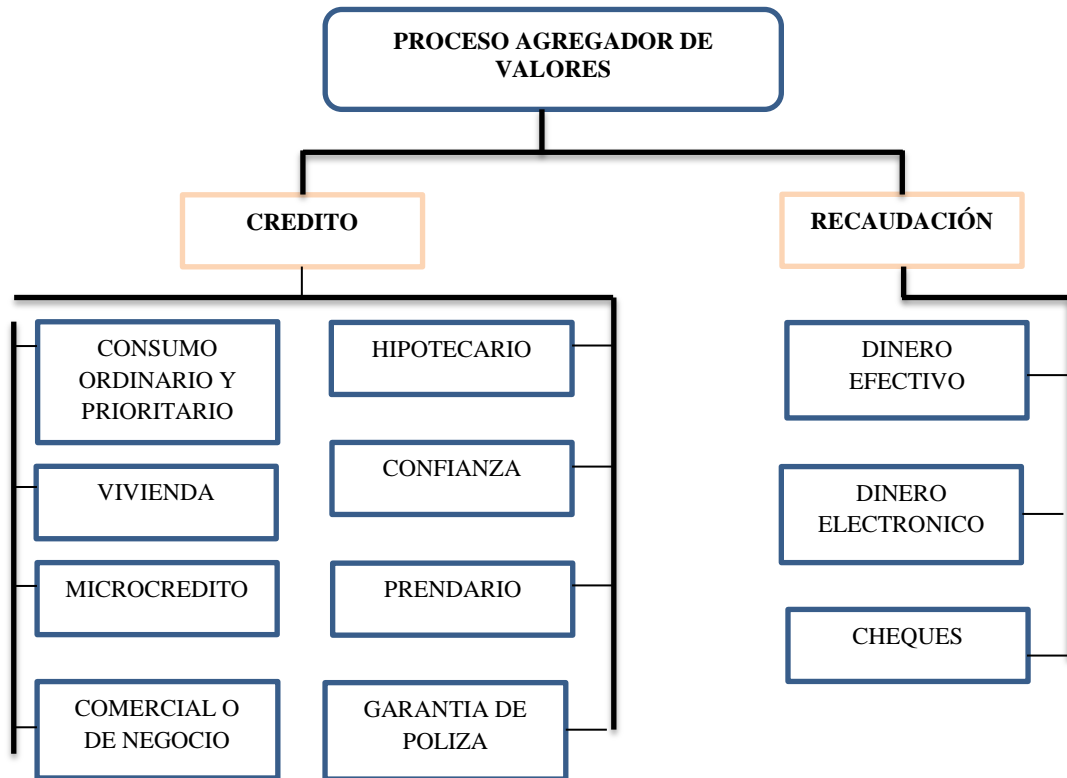 PROCESO AGREGADOR DE
VALORES
CREDITO
RECAUDACIÓN
CONSUMO
ORDINARIO Y
PRIORITARIO
VIVIENDA
MICROCREDITO
COMERCIAL O
DE NEGOCIO
HIPOTECARIO
CONFIANZA
PRENDARIO
GARANTIA DE
POLIZA
DINERO
EFECTIVO
DINERO
ELECTRONICO
CHEQUES